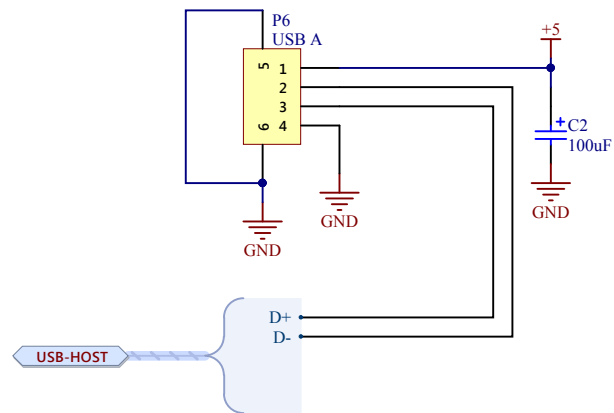 P6
USB A
+5
5
1
2
3
6
4
C2
100uF
GND
GND
GND
D+
D-
USB-HOST